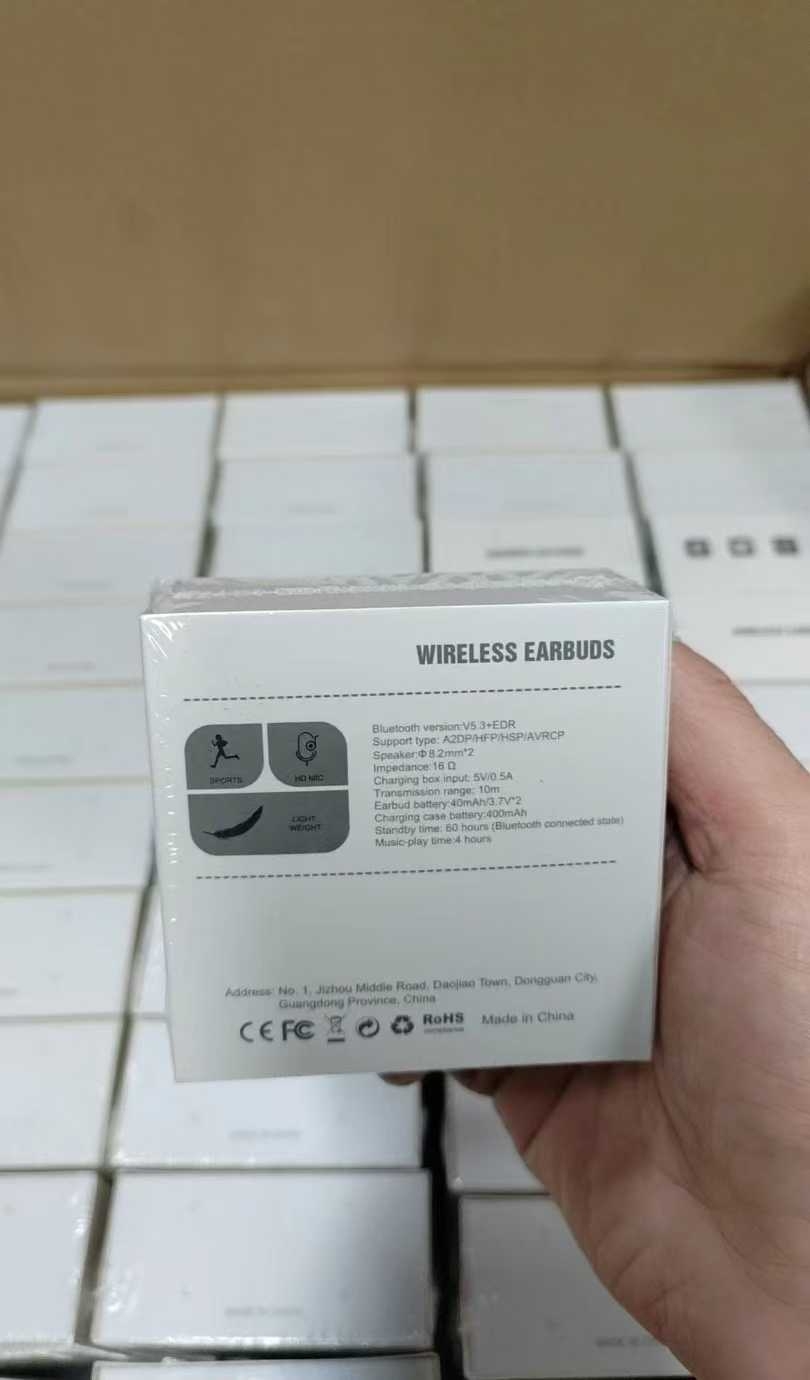 WIRELESS EARBUDS
SPORTS
HD MIC
LIGHT
WEIGHT
Bluetooth version:V5.3+EDR
Support type: A2DP/HFP/HSP/AVRCP
Speaker:Φ8.2mm*2
Impedance:16 Ω
Charging box input: 5V/0.5A
Transmission range: 10m
Earbud battery:40mAh/3.7V*2
Charging case battery:400mAh
Standby time: 60 hours (Bluetooth connected state)
Music-play time:4 hours
Address: No. 1, Jizhou Middle Road, Daojiao Town, Dongguan City,
Guangdong Province, China
CE FC RoHS Made in China